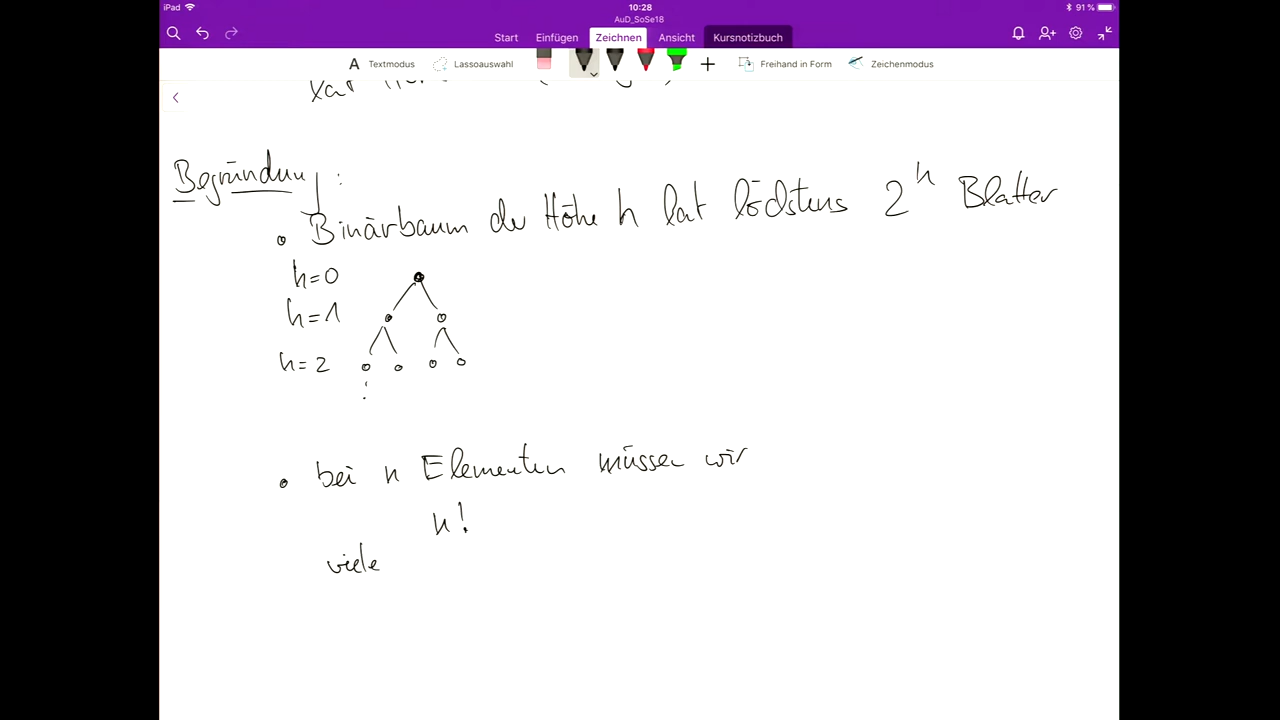 iPad
10:28
91 %
AuD_SoSe18
Start Einfügen Zeichnen Ansicht Kursnotizbuch
A Textmodus Lassoauswahl + Freihand in Form Zeichenmodus
Begründung:
• Binärbaum der Höhe h hat höchstens 2^h Blätter
h=0
h=1
h=2
• bei n Elementen müssen wir
n!
viele